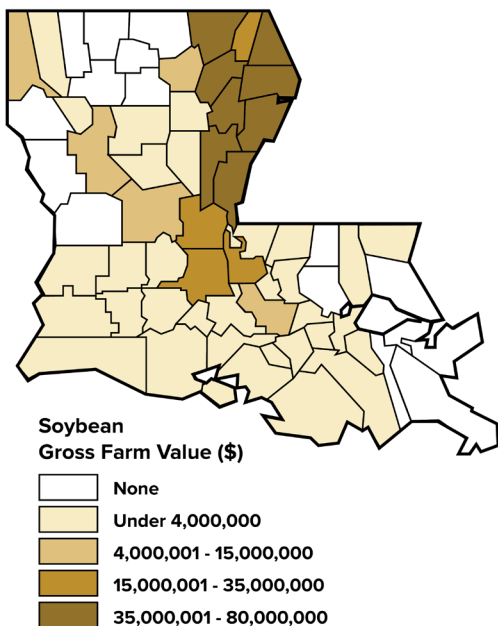 Soybean
Gross Farm Value ($)
None
Under 4,000,000
4,000,001 - 15,000,000
15,000,001 - 35,000,000
35,000,001 - 80,000,000